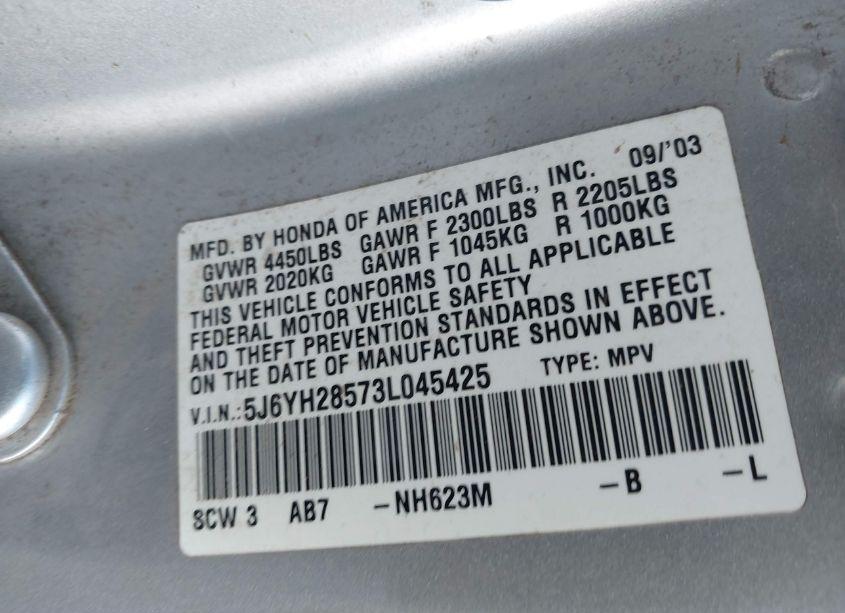 MFD. BY HONDA OF AMERICA MFG., INC. 09/'03
GVWR 4450LBS GAWR F 2300LBS R 2205LBS
GVWR 2020KG GAWR F 1045KG R 1000KG
THIS VEHICLE CONFORMS TO ALL APPLICABLE
FEDERAL MOTOR VEHICLE SAFETY
AND THEFT PREVENTION STANDARDS IN EFFECT
ON THE DATE OF MANUFACTURE SHOWN ABOVE.
V.I.N.:5J6YH28573L045425 TYPE: MPV
SCW 3 AB7 -NH623M -B -L